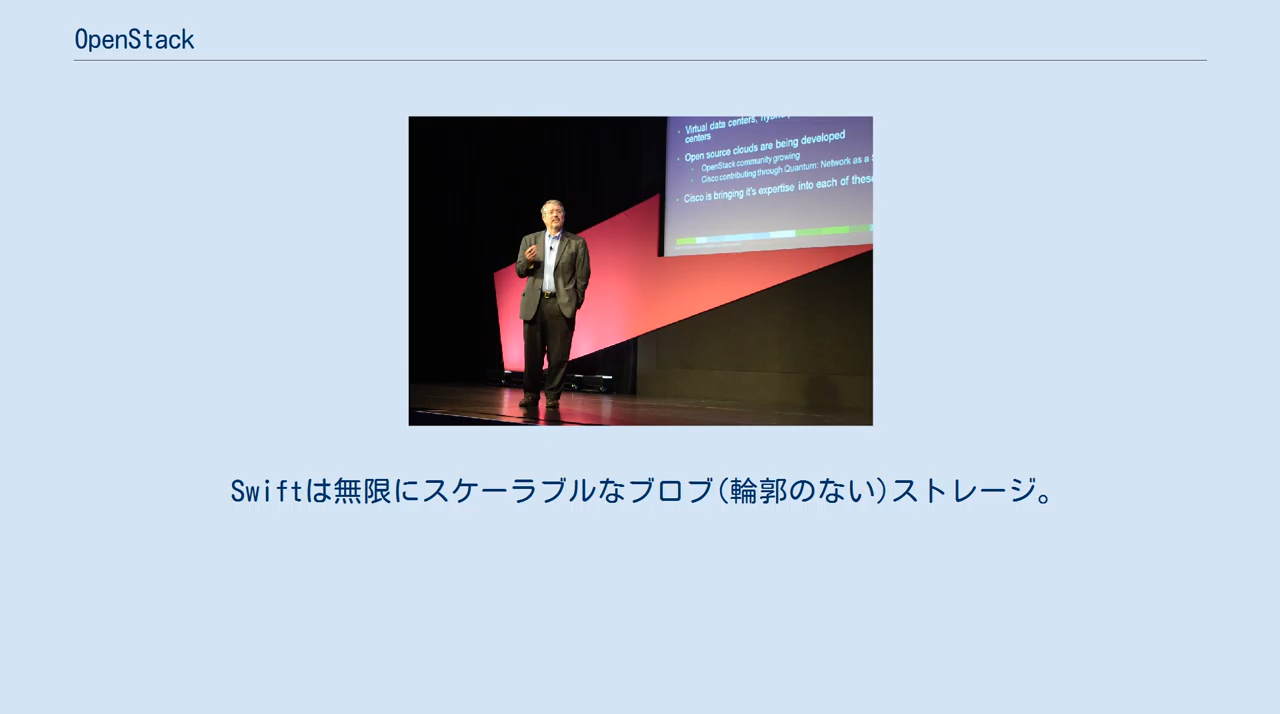 OpenStack
Virtual data centers,
centers
Open source clouds are being developed
OpenStack community growing
Cisco contributing through Quantum: Network as a
Cisco is bringing it's expertise into each of these
Swiftは無限にスケーラブルなブロブ(輪郭のない)ストレージ。